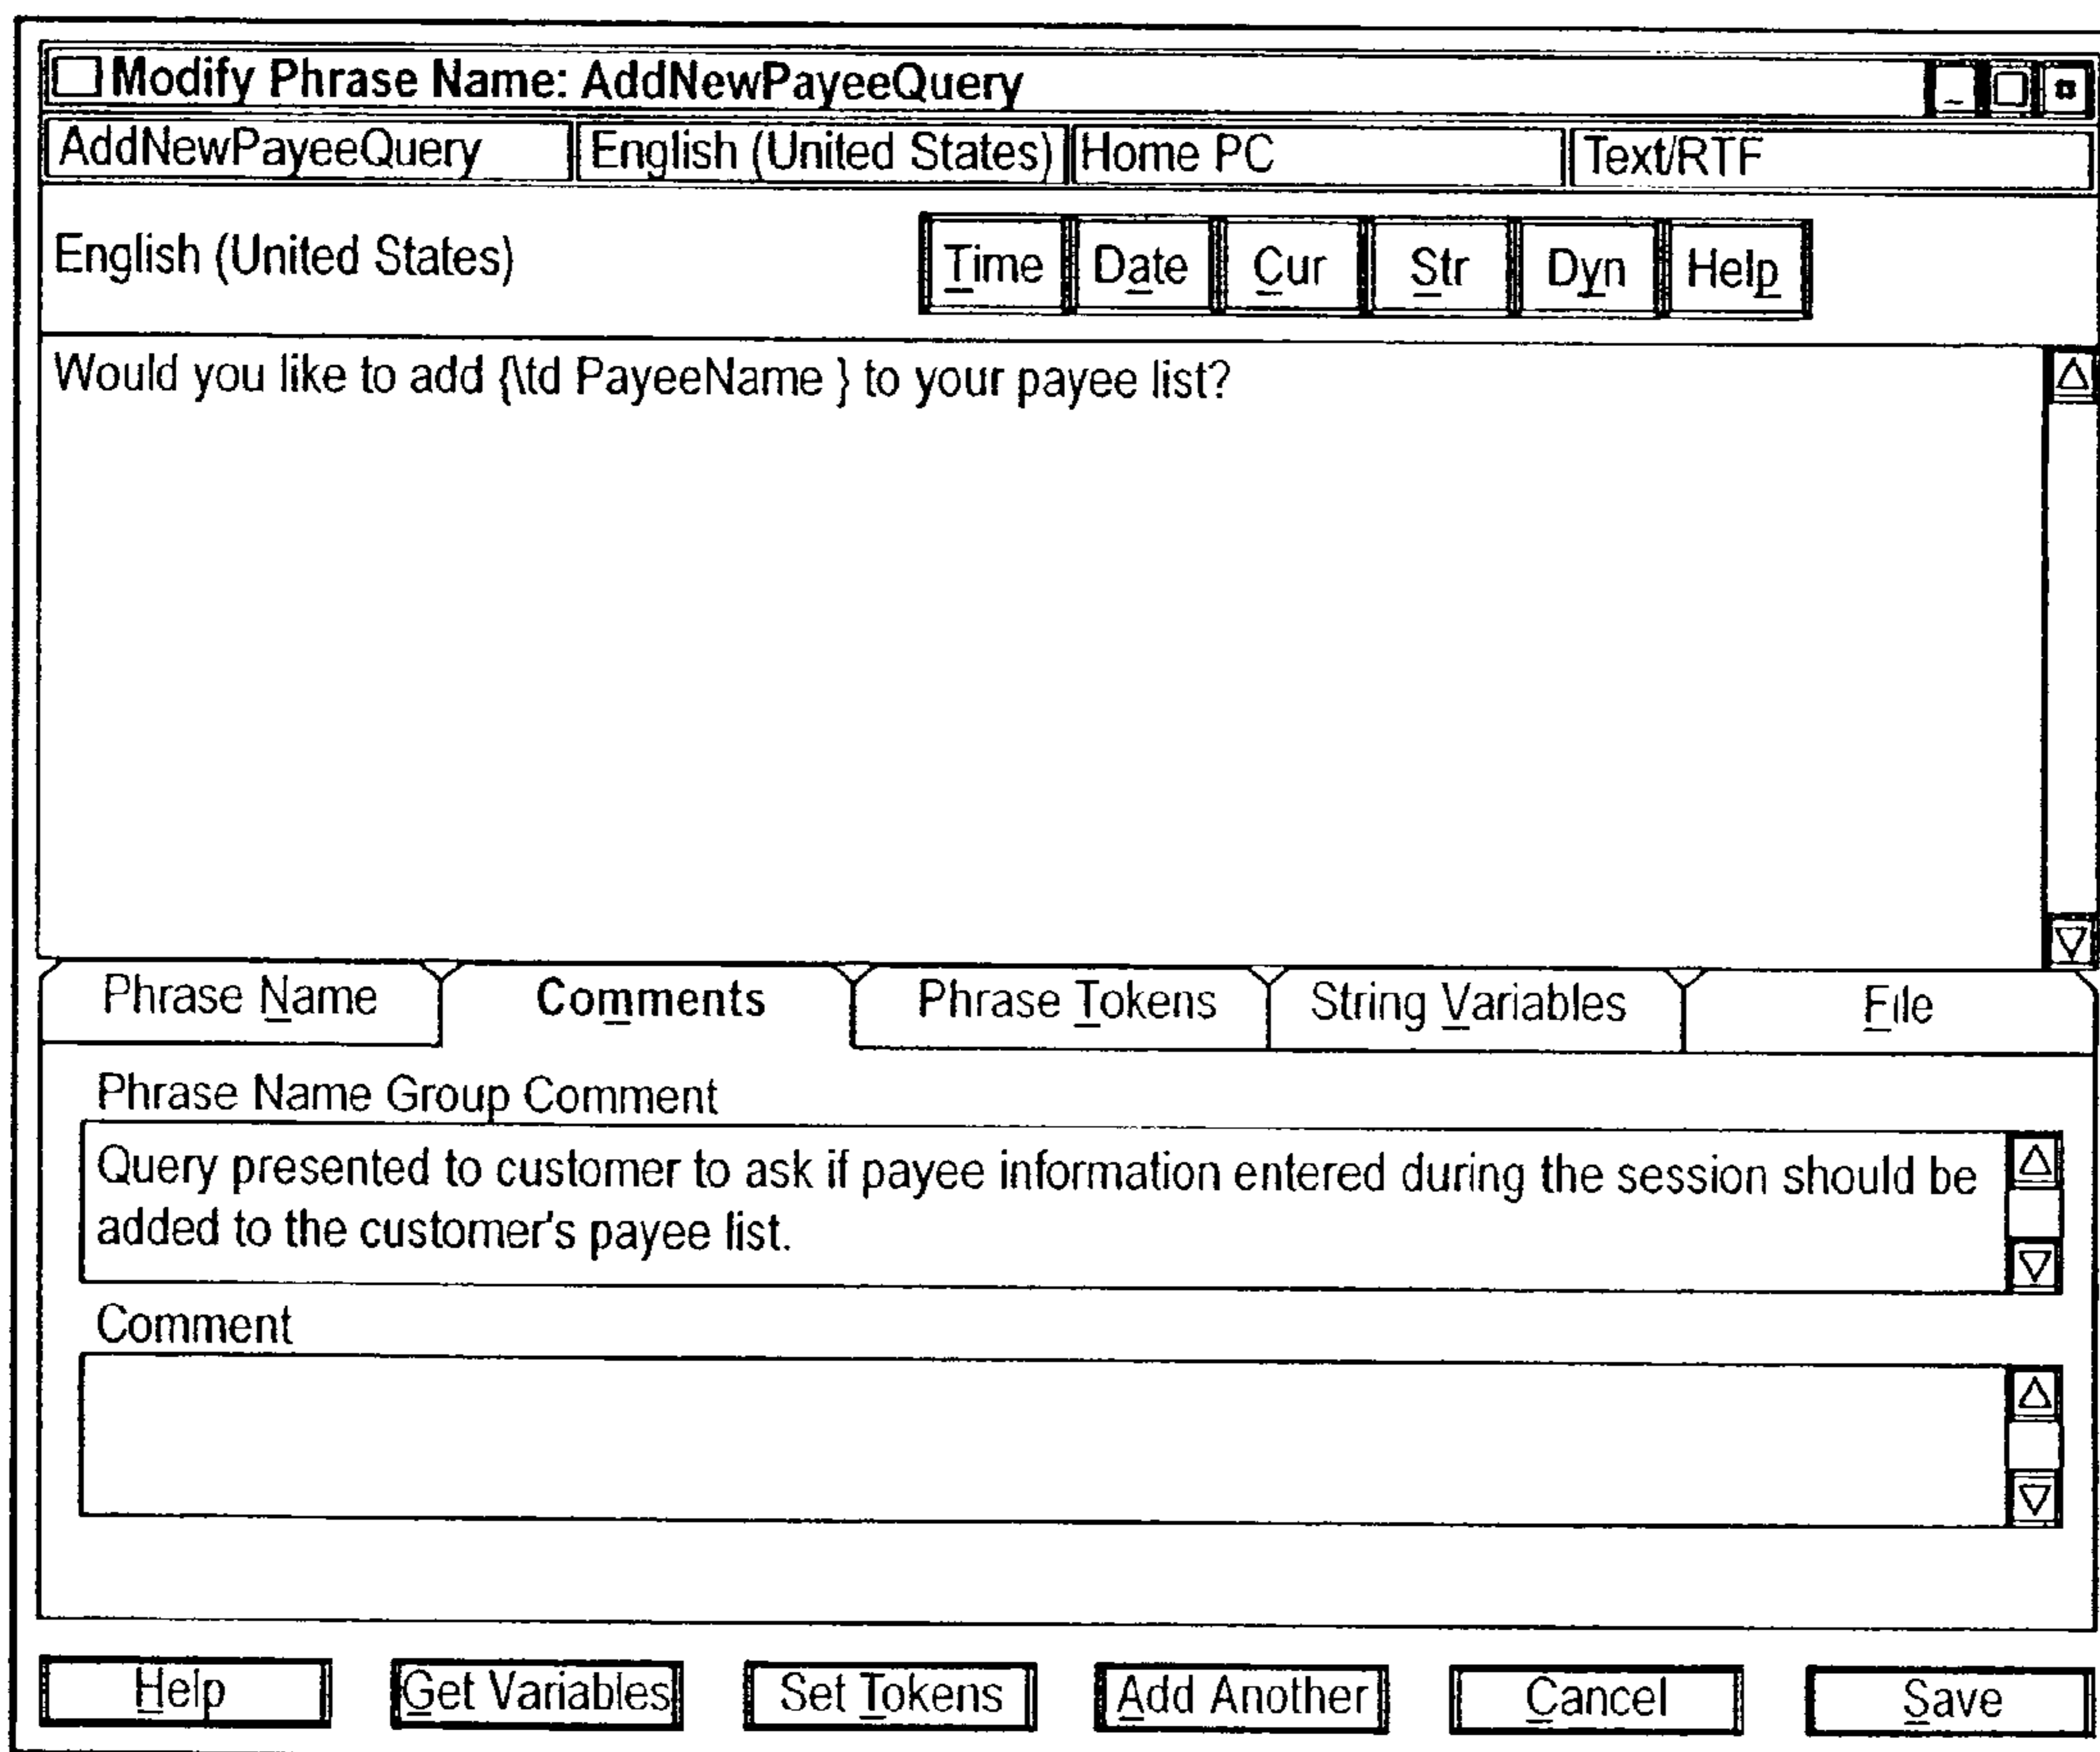 Modify Phrase Name: AddNewPayeeQuery
AddNewPayeeQuery English (United States) Home PC Text/RTF
English (United States) Time Date Cur Str Dyn Help
Would you like to add {\td PayeeName } to your payee list?
Phrase Name Comments Phrase Tokens String Variables File
Phrase Name Group Comment
Query presented to customer to ask if payee information entered during the session should be
added to the customer's payee list.
Comment
Help Get Variables Set Tokens Add Another Cancel Save